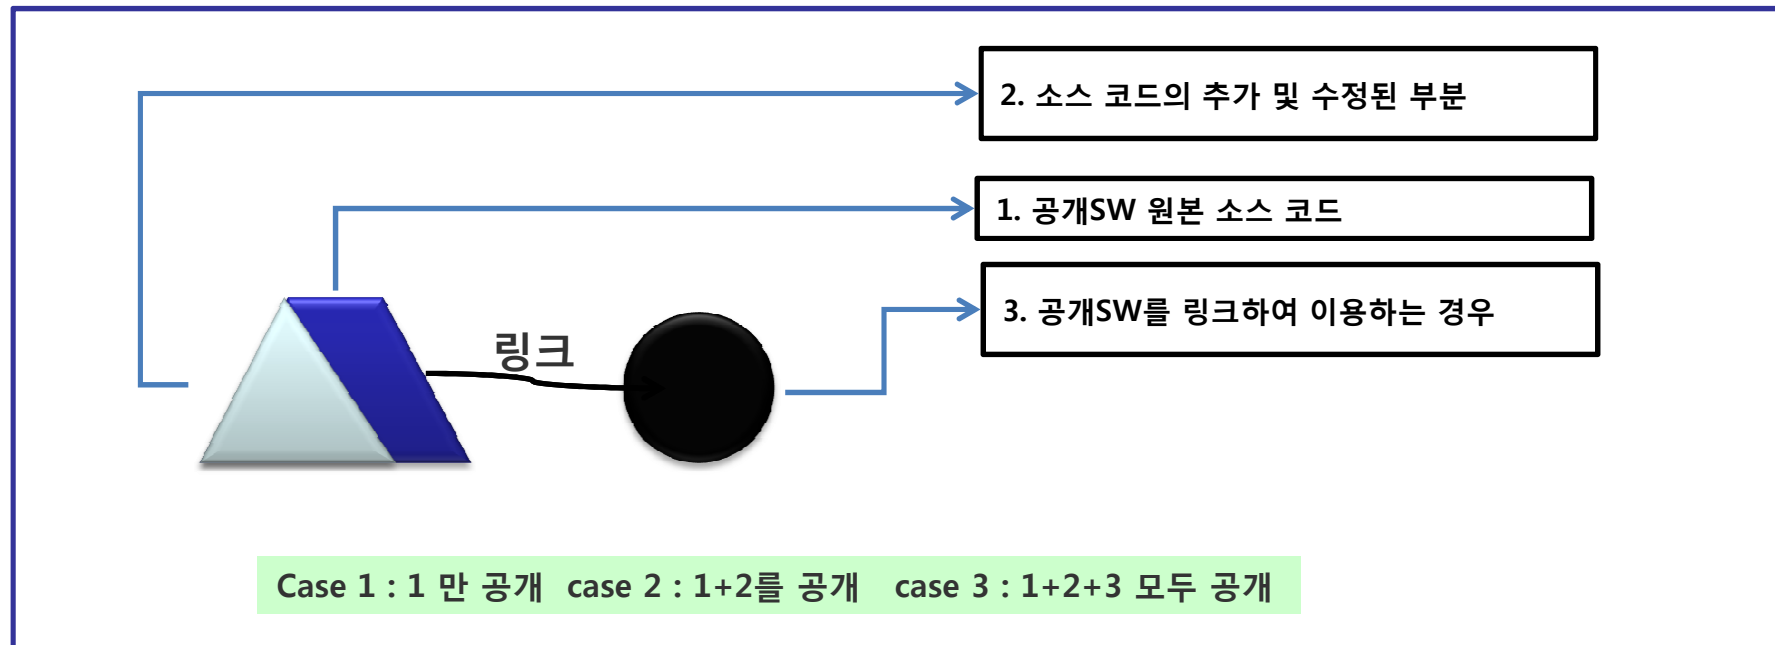 2. 소스 코드의 추가 및 수정된 부분
1. 공개SW 원본 소스 코드
3. 공개SW를 링크하여 이용하는 경우
링크
Case 1 : 1 만 공개 case 2 : 1+2를 공개 case 3 : 1+2+3 모두 공개